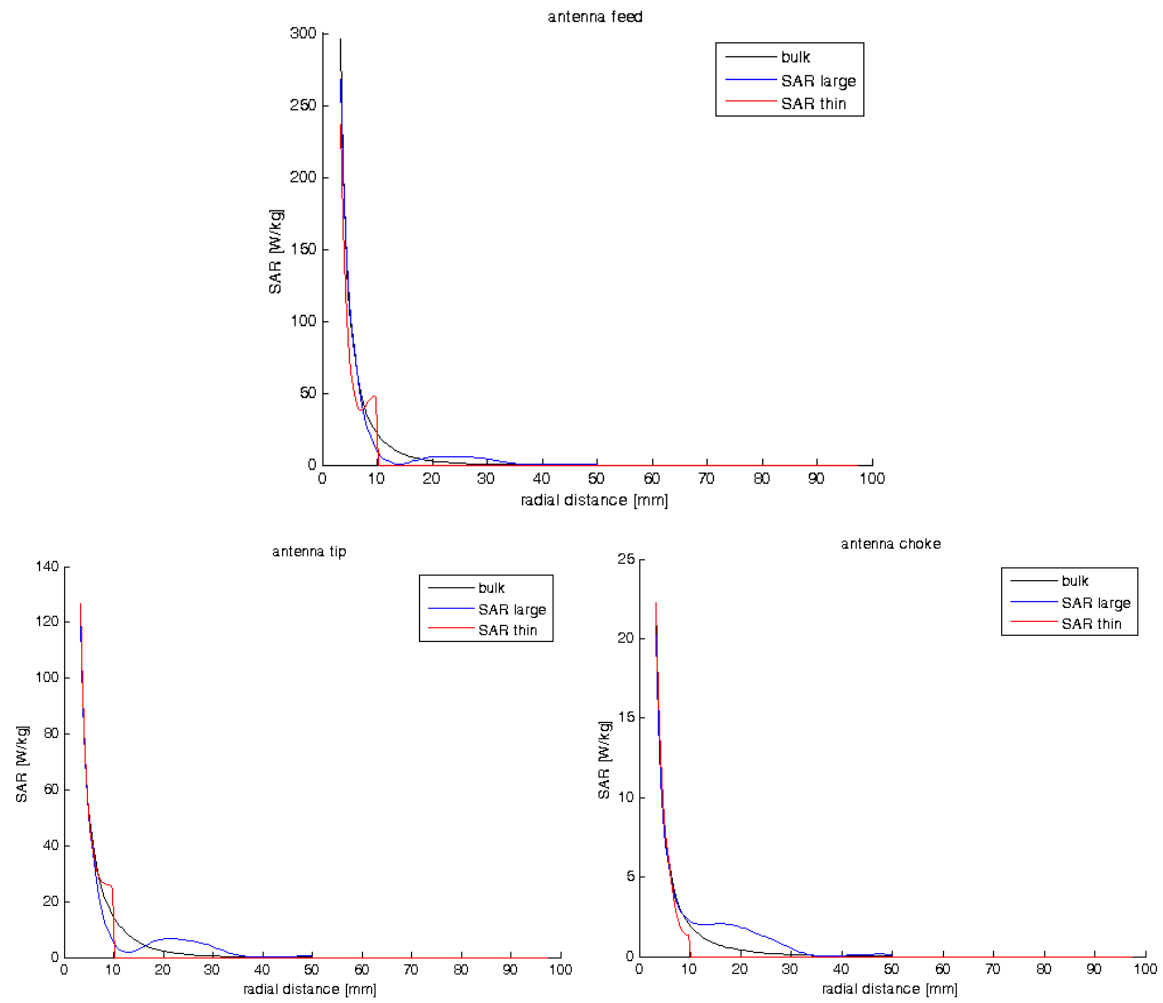 antenna feed
300
250
200
150
100
50
0
SAR [W/kg]
bulk
SAR large
SAR thin
0 10 20 30 40 50 60 70 80 90 100
radial distance [mm]
antenna tip
140
120
100
80
60
40
20
0
SAR [W/kg]
bulk
SAR large
SAR thin
0 10 20 30 40 50 60 70 80 90 100
radial distance [mm]
antenna choke
25
20
15
10
5
0
SAR [W/kg]
bulk
SAR large
SAR thin
0 10 20 30 40 50 60 70 80 90 100
radial distance [mm]